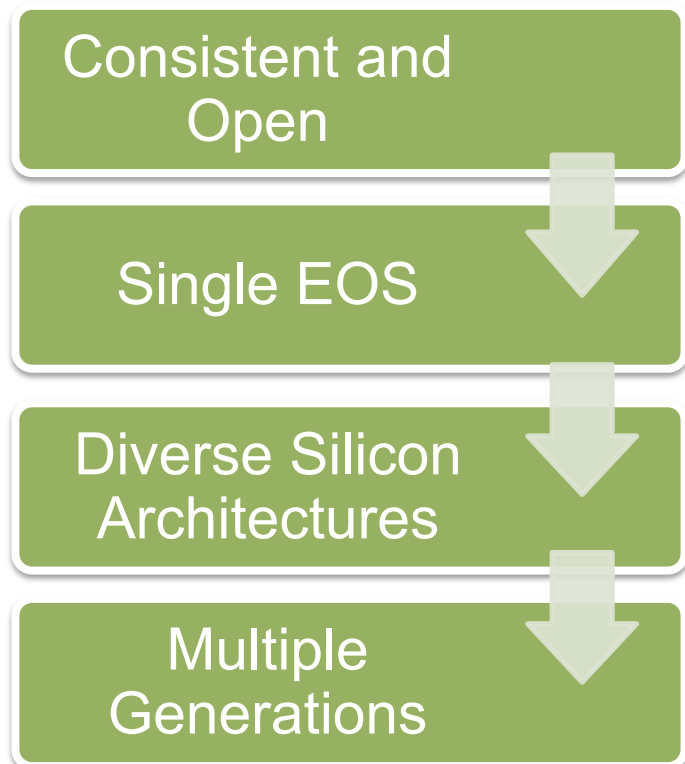 Consistent and
Open
Single EOS
Diverse Silicon
Architectures
Multiple
Generations